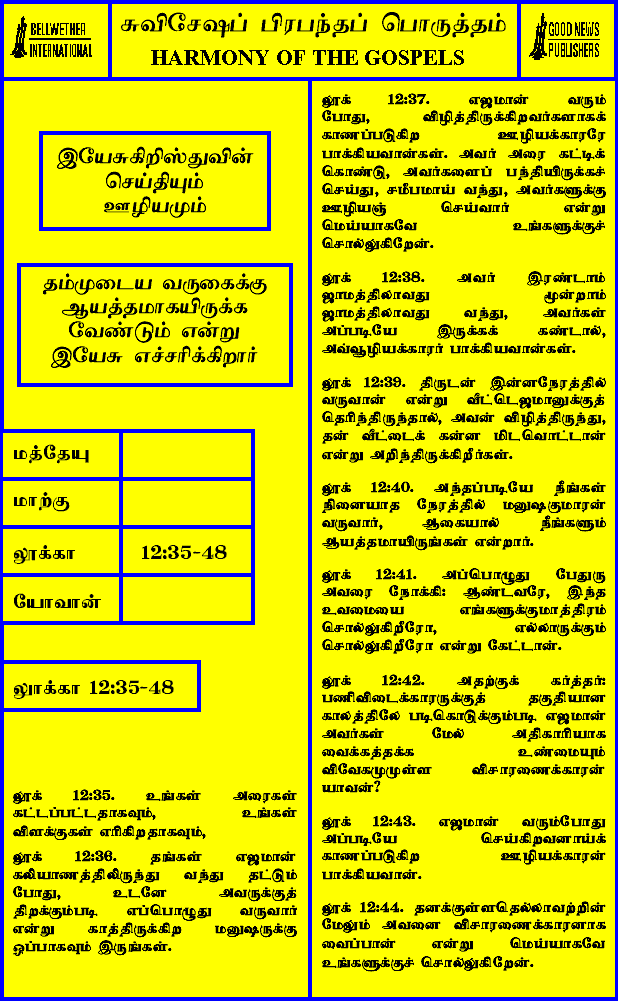 BELLWETHER
INTERNATIONAL
சுவிசேஷப் பிரபந்தப் பொருத்தம்
HARMONY OF THE GOSPELS
GOOD NEWS
PUBLISHERS
இயேசுகிறிஸ்துவின்
செய்தியும்
ஊழியமும்
தம்முடைய வருகைக்கு
ஆயத்தமாகயிருக்க
வேண்டும் என்று
இயேசு எச்சரிக்கிறார்
மத்தேயு
மாற்கு
லூக்கா 12:35-48
யோவான்
லூக்கா 12:35-48
லூக் 12:35. உங்கள் அரைகள்
கட்டப்பட்டதாகவும், உங்கள்
விளக்குகள் எரிகிறதாகவும்,
லூக் 12:36. தங்கள் எஜமான்
கலியாணத்திலிருந்து வந்து தட்டும்
போது, உடனே அவருக்குத்
திறக்கும்படி எப்பொழுது வருவார்
என்று காத்திருக்கிற மனுஷருக்கு
ஒப்பாகவும் இருங்கள்.
லூக் 12:37. எஜமான் வரும்
போது, விழித்திருக்கிறவர்களாகக்
காணப்படுகிற ஊழியக்காரரே
பாக்கியவான்கள். அவர் அரை கட்டிக்
கொண்டு, அவர்களைப் பந்தியிருக்கச்
செய்து, சமீபமாய் வந்து, அவர்களுக்கு
ஊழியஞ் செய்வார் என்று
மெய்யாகவே உங்களுக்குச்
சொல்லுகிறேன்.
லூக் 12:38. அவர் இரண்டாம்
ஜாமத்திலாவது மூன்றாம்
ஜாமத்திலாவது வந்து, அவர்கள்
அப்படியே இருக்கக் கண்டால்,
அவ்வூழியக்காரர் பாக்கியவான்கள்.
லூக் 12:39. திருடன் இன்னநேரத்தில்
வருவான் என்று வீட்டெஜமானுக்குத்
தெரிந்திருந்தால், அவன் விழித்திருந்து,
தன் வீட்டைக் கன்ன மிடவொட்டான்
என்று அறிந்திருக்கிறீர்கள்.
லூக் 12:40. அந்தப்படியே நீங்கள்
நினையாத நேரத்தில் மனுஷகுமாரன்
வருவார், ஆகையால் நீங்களும்
ஆயத்தமாயிருங்கள் என்றார்.
லூக் 12:41. அப்பொழுது பேதுரு
அவரை நோக்கி: ஆண்டவரே, இந்த
உவமையை எங்களுக்குமாத்திரம்
சொல்லுகிறீரோ, எல்லாருக்கும்
சொல்லுகிறீரோ என்று கேட்டான்.
லூக் 12:42. அதற்குக் கர்த்தர்:
பணிவிடைக்காரருக்குத் தகுதியான
காலத்திலே படிகொடுக்கும்படி எஜமான்
அவர்கள் மேல் அதிகாரியாக
வைக்கத்தக்க உண்மையும்
விவேகமுமுள்ள விசாரணைக்காரன்
யாவன்?
லூக் 12:43. எஜமான் வரும்போது
அப்படியே செய்கிறவனாய்க்
காணப்படுகிற ஊழியக்காரன்
பாக்கியவான்.
லூக் 12:44. தனக்குள்ளதெல்லாவற்றின்
மேலும் அவனை விசாரணைக்காரனாக
வைப்பான் என்று மெய்யாகவே
உங்களுக்குச் சொல்லுகிறேன்.